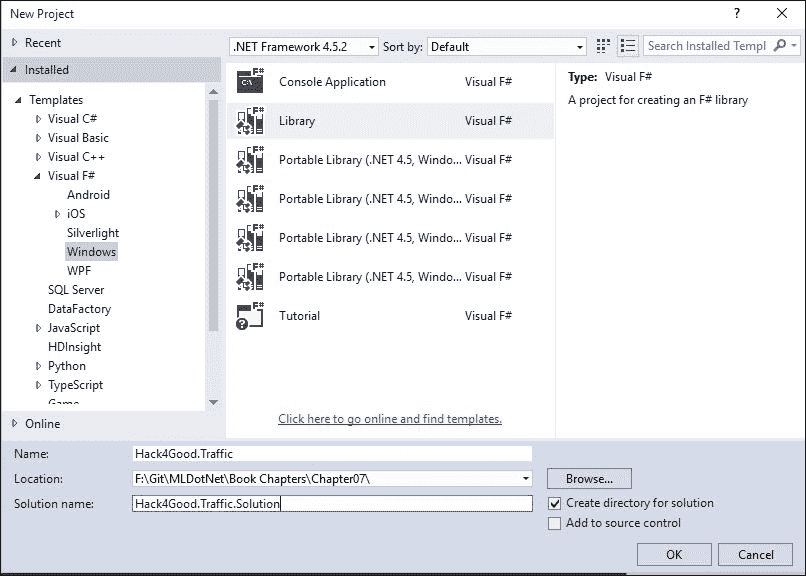 New Project
?
Recent
Installed
.NET Framework 4.5.2
Sort by: Default
Search Installed Templ
Templates
Visual C#
Visual Basic
Visual C++
Visual F#
Android
iOS
Silverlight
Windows
WPF
SQL Server
DataFactory
JavaScript
HDInsight
Python
TypeScript
Game
Online
Console Application Visual F#
Library Visual F#
Portable Library (.NET 4.5, Windo... Visual F#
Portable Library (.NET 4.5, Windo... Visual F#
Portable Library (.NET 4.5, Windo... Visual F#
Portable Library (.NET 4.5, Windo... Visual F#
Tutorial Visual F#
Click here to go online and find templates.
Type: Visual F#
A project for creating an F# library
Name: Hack4Good.Traffic
Location: F:\Git\MLDotNet\Book Chapters\Chapter07\
Browse...
Solution name: Hack4Good.Traffic.Solution
Create directory for solution
Add to source control
OK
Cancel